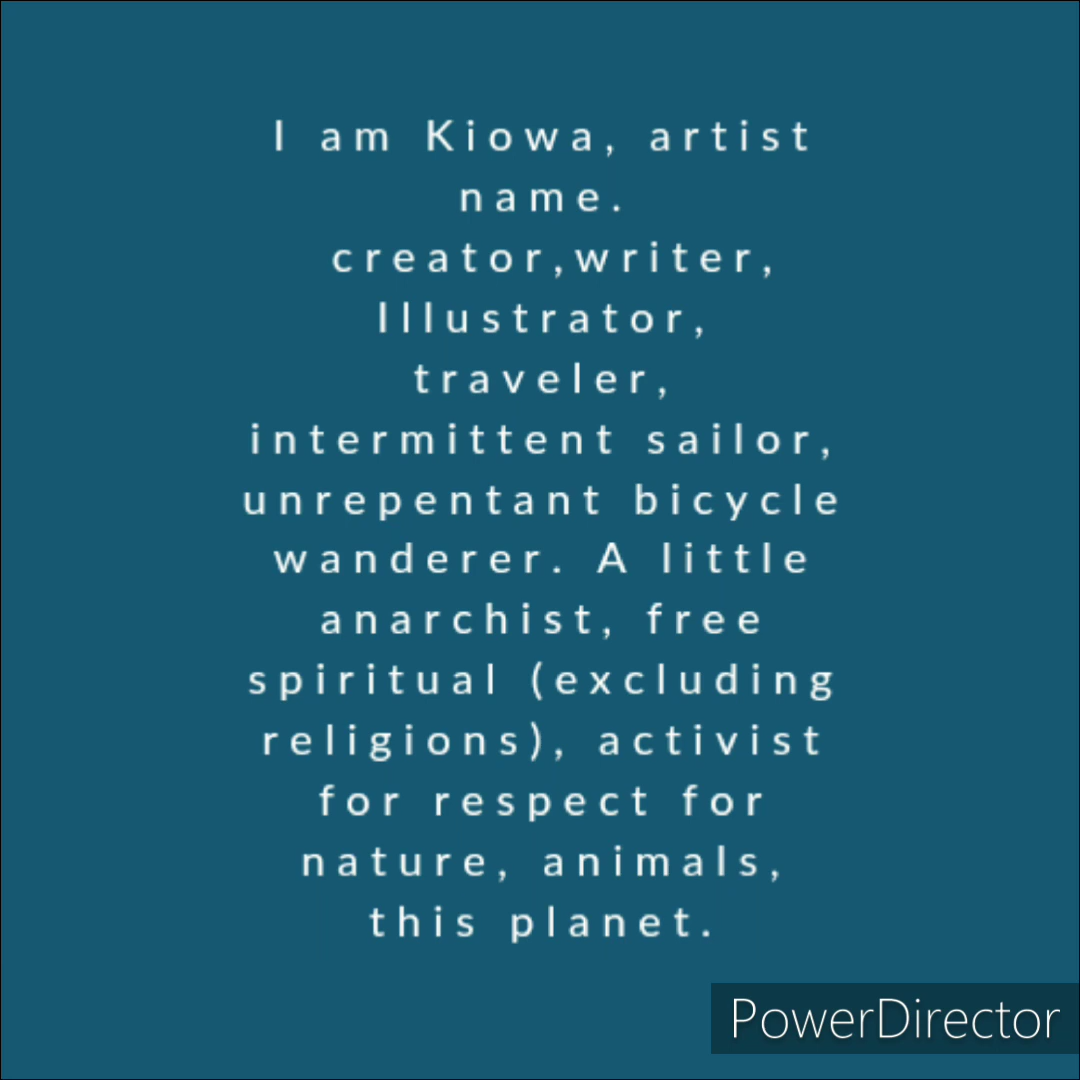 I am Kiowa, artist
name.
creator,writer,
Illustrator,
traveler,
intermittent sailor,
unrepentant bicycle
wanderer. A little
anarchist, free
spiritual (excluding
religions), activist
for respect for
nature, animals,
this planet.
PowerDirector